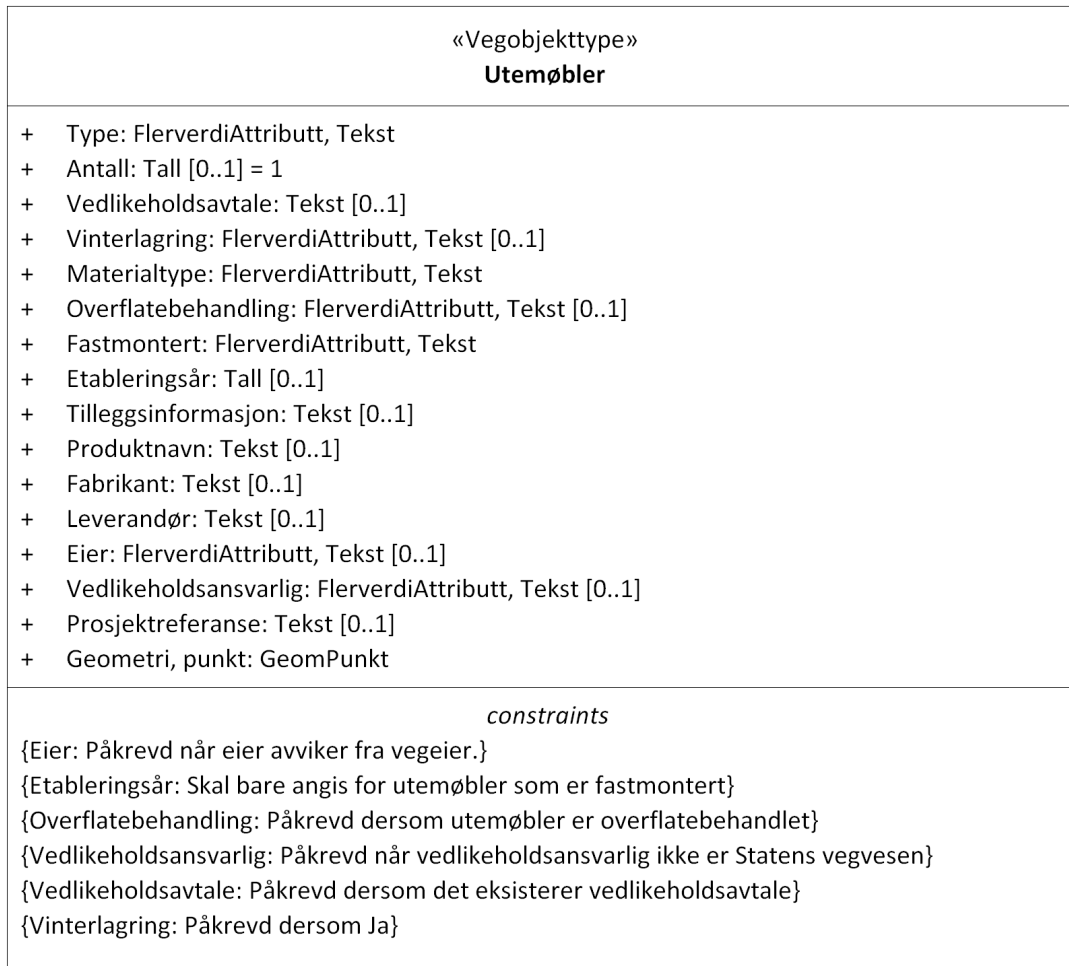 «Vegobjekttype»
Utemøbler
+ Type: FlerverdiAttributt, Tekst
+ Antall: Tall [0..1] = 1
+ Vedlikeholdsavtale: Tekst [0..1]
+ Vinterlagring: FlerverdiAttributt, Tekst [0..1]
+ Materialtype: FlerverdiAttributt, Tekst
+ Overflatebehandling: FlerverdiAttributt, Tekst [0..1]
+ Fastmontert: FlerverdiAttributt, Tekst
+ Etableringsår: Tall [0..1]
+ Tilleggsinformasjon: Tekst [0..1]
+ Produktnavn: Tekst [0..1]
+ Fabrikant: Tekst [0..1]
+ Leverandør: Tekst [0..1]
+ Eier: FlerverdiAttributt, Tekst [0..1]
+ Vedlikeholdsansvarlig: FlerverdiAttributt, Tekst [0..1]
+ Prosjektreferanse: Tekst [0..1]
+ Geometri, punkt: GeomPunkt
constraints
{Eier: Påkrevd når eier avviker fra vegeier.}
{Etableringsår: Skal bare angis for utemøbler som er fastmontert}
{Overflatebehandling: Påkrevd dersom utemøbler er overflatebehandlet}
{Vedlikeholdsansvarlig: Påkrevd når vedlikeholdsansvarlig ikke er Statens vegvesen}
{Vedlikeholdsavtale: Påkrevd dersom det eksisterer vedlikeholdsavtale}
{Vinterlagring: Påkrevd dersom Ja}